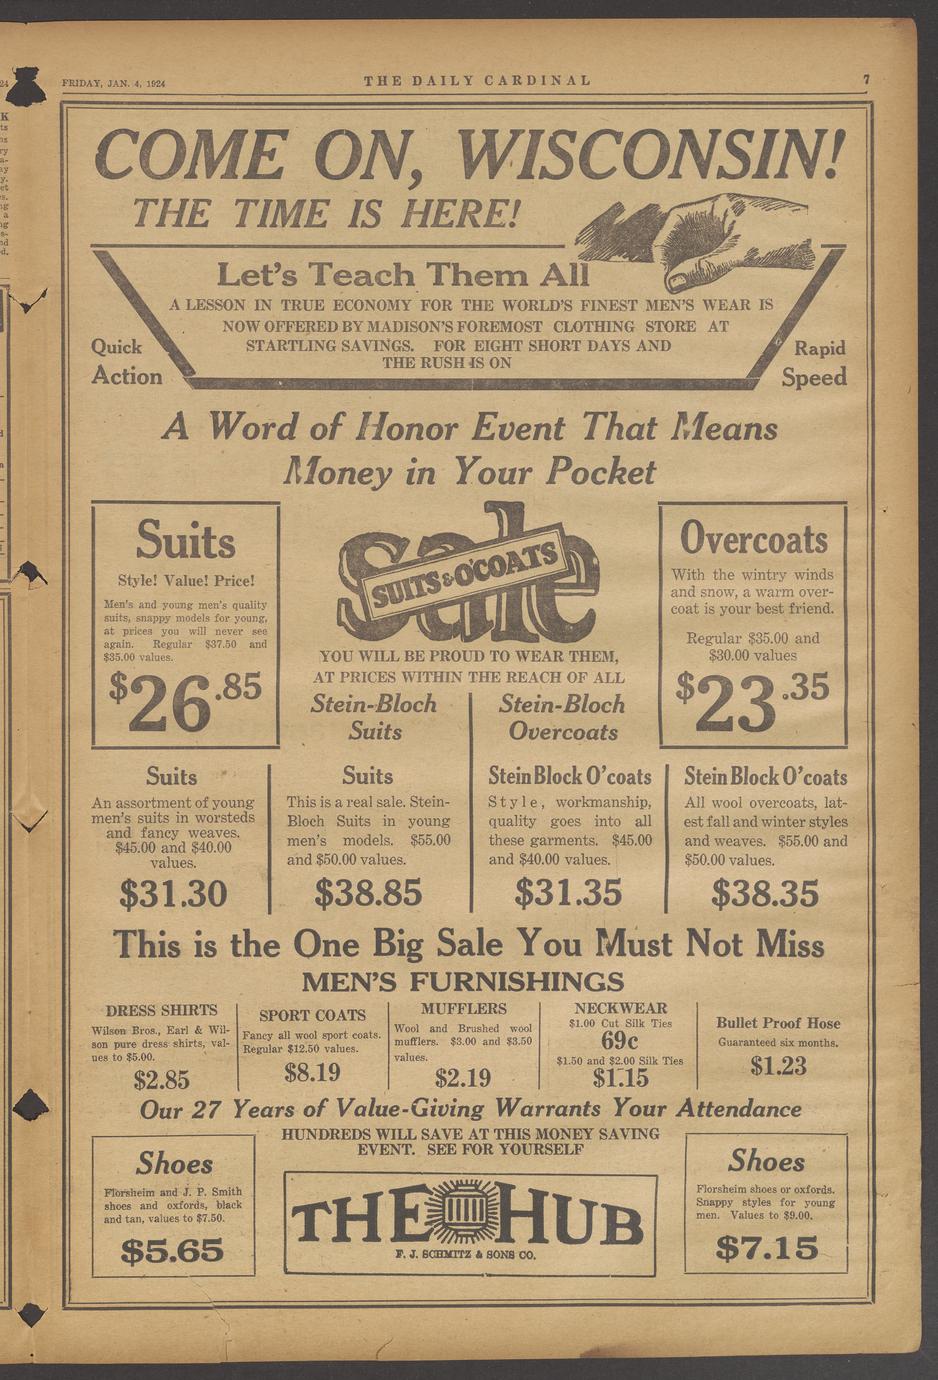 FRIDAY, JAN. 4, 1924
THE DAILY CARDINAL
7
COME ON, WISCONSIN!
THE TIME IS HERE!
Let's Teach Them All
A LESSON IN TRUE ECONOMY FOR THE WORLD'S FINEST MEN'S WEAR IS
NOW OFFERED BY MADISON'S FOREMOST CLOTHING STORE AT
STARTLING SAVINGS. FOR EIGHT SHORT DAYS AND
THE RUSH IS ON
Quick
Action
Rapid
Speed
A Word of Honor Event That Means
Money in Your Pocket
Suits
Style! Value! Price!
Men's and young men's quality
suits, snappy models for young,
at prices you will never see
again. Regular $37.50 and
$35.00 values.
$26.85
sale
SUITS & O'COATS
YOU WILL BE PROUD TO WEAR THEM,
AT PRICES WITHIN THE REACH OF ALL
Stein-Bloch
Suits
Stein-Bloch
Overcoats
Overcoats
With the wintry winds
and snow, a warm over-
coat is your best friend.
Regular $35.00 and
$30.00 values
$23.35
Suits
An assortment of young
men's suits in worsteds
and fancy weaves.
$45.00 and $40.00
values.
$31.30
Suits
This is a real sale. Stein-
Bloch Suits in young
men's models. $55.00
and $50.00 values.
$38.85
Stein Block O'coats
Style, workmanship,
quality goes into all
these garments. $45.00
and $40.00 values.
$31.35
Stein Block O'coats
All wool overcoats, lat-
est fall and winter styles
and weaves. $55.00 and
$50.00 values.
$38.35
This is the One Big Sale You Must Not Miss
MEN'S FURNISHINGS
DRESS SHIRTS
Wilson Bros., Earl & Wil-
son pure dress shirts, val-
ues to $5.00.
$2.85
SPORT COATS
Fancy all wool sport coats.
Regular $12.50 values.
$8.19
MUFFLERS
Wool and Brushed wool
mufflers. $3.00 and $3.50
values.
$2.19
NECKWEAR
$1.00 Cut Silk Ties
69c
$1.50 and $2.00 Silk Ties
$1.15
Bullet Proof Hose
Guaranteed six months.
$1.23
Our 27 Years of Value-Giving Warrants Your Attendance
HUNDREDS WILL SAVE AT THIS MONEY SAVING
EVENT. SEE FOR YOURSELF
Shoes
Florsheim and J. P. Smith
shoes and oxfords, black
and tan, values to $7.50.
$5.65
THE HUB
F. J. SCHMITZ & SONS CO.
Shoes
Florsheim shoes or oxfords.
Snappy styles for young
men. Values to $9.00.
$7.15